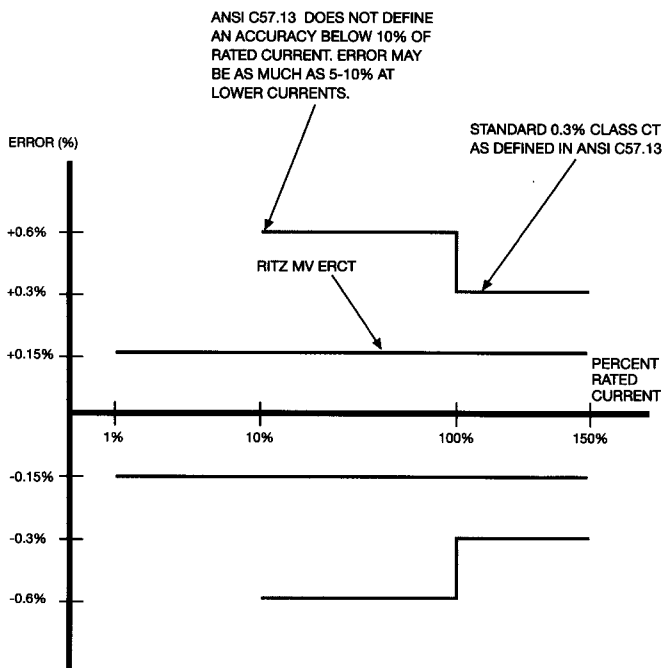 ANSI C57.13 DOES NOT DEFINE
AN ACCURACY BELOW 10% OF
RATED CURRENT. ERROR MAY
BE AS MUCH AS 5-10% AT
LOWER CURRENTS.
STANDARD 0.3% CLASS CT
AS DEFINED IN ANSI C57.13
ERROR (%)
+0.6%
RITZ MV ERCT
+0.3%
+0.15%
PERCENT
RATED
CURRENT
1%
10%
100%
150%
-0.15%
-0.3%
-0.6%